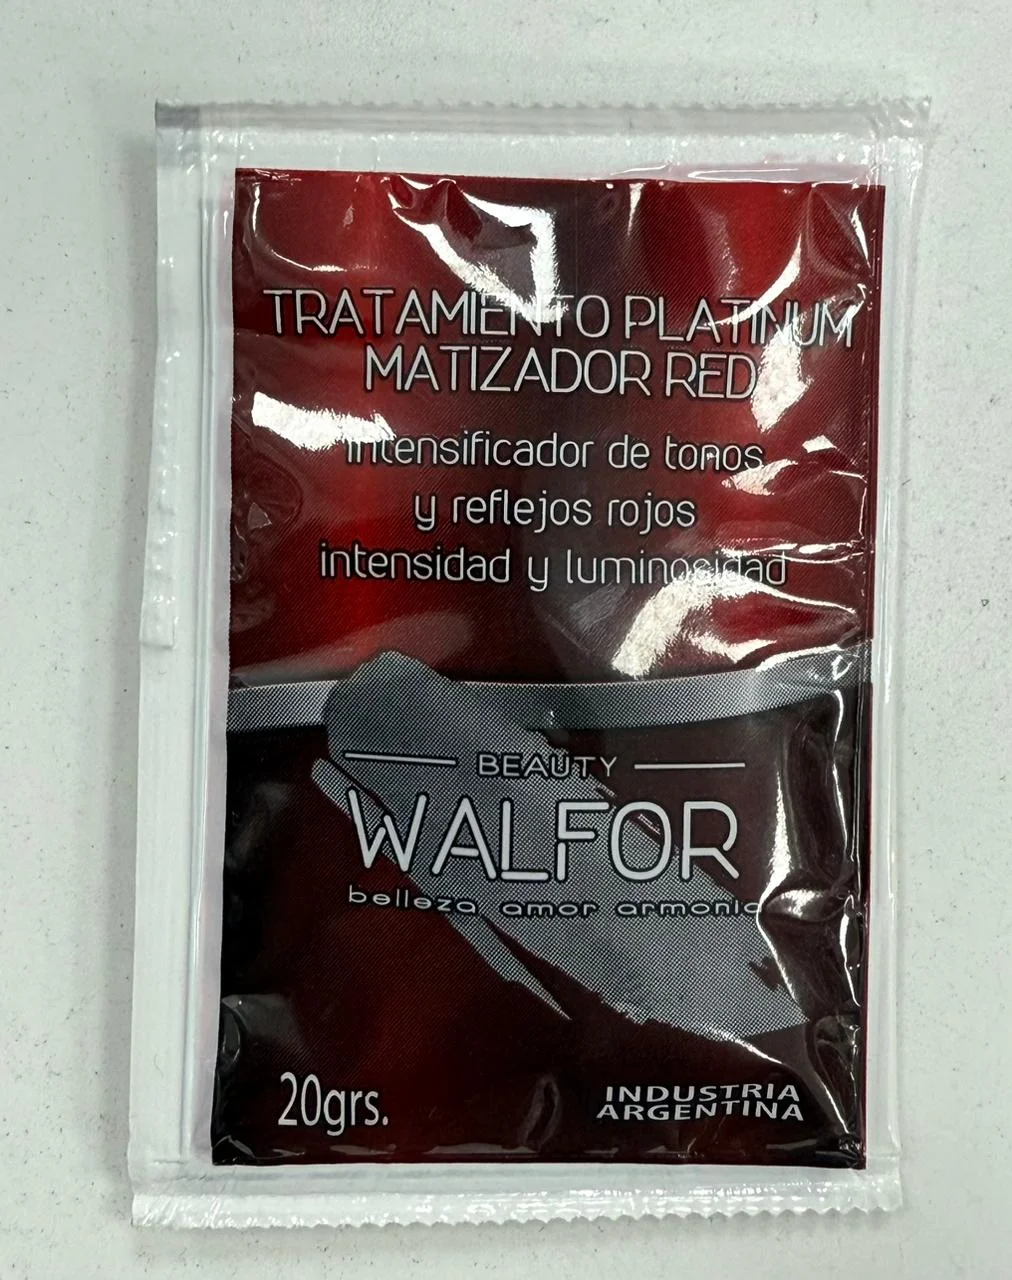 TRATAMIENTO PLATINUM
MATIZADOR RED
intensificador de tonos
y reflejos rojos
intensidad y luminosidad
BEAUTY
WALFOR
belleza amor armonia
20grs.
INDUSTRIA
ARGENTINA